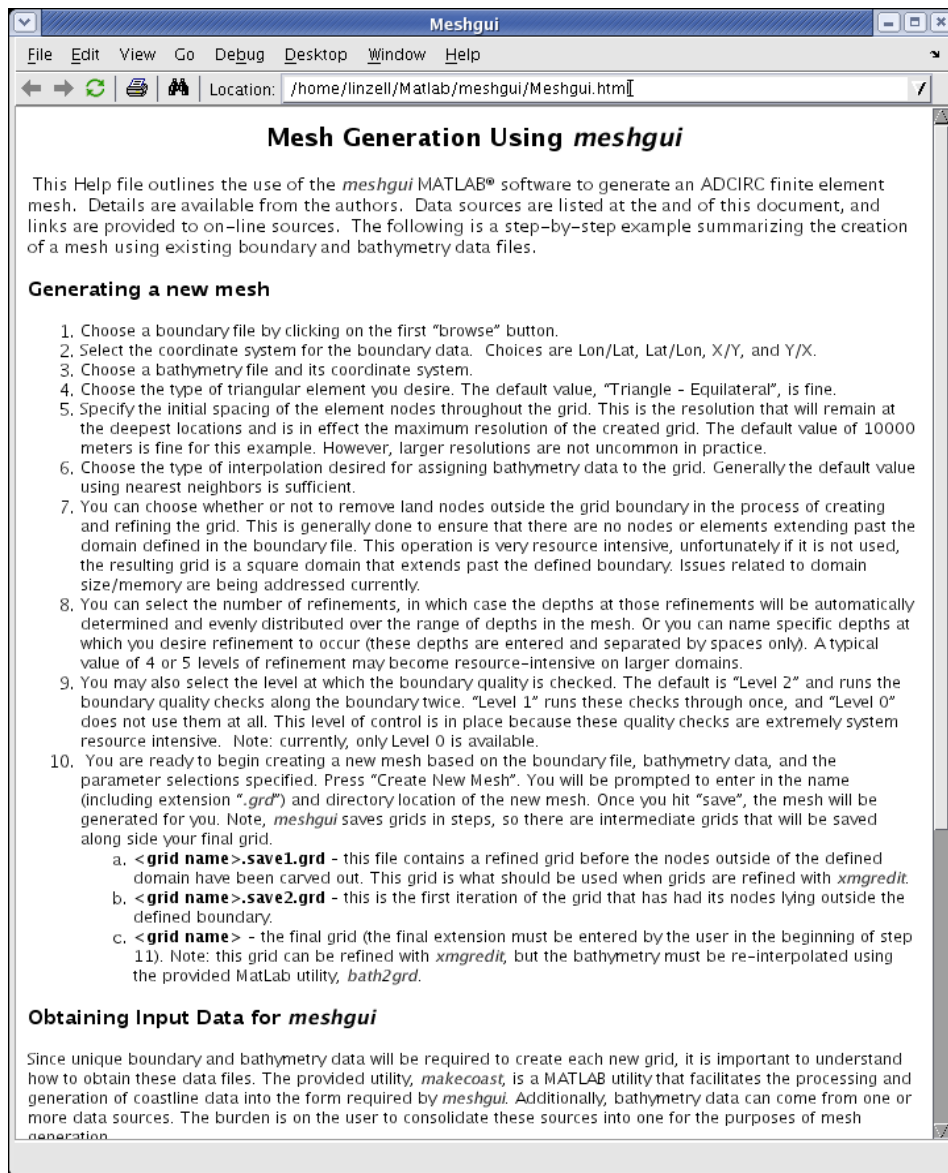 Meshgui
File Edit View Go Debug Desktop Window Help
Location: /home/linzell/Matlab/meshgui/Meshgui.html
Mesh Generation Using meshgui
This Help file outlines the use of the meshgui MATLAB® software to generate an ADCIRC finite element
mesh. Details are available from the authors. Data sources are listed at the and of this document, and
links are provided to on-line sources. The following is a step-by-step example summarizing the creation
of a mesh using existing boundary and bathymetry data files.
Generating a new mesh
1. Choose a boundary file by clicking on the first “browse” button.
2. Select the coordinate system for the boundary data. Choices are Lon/Lat, Lat/Lon, X/Y, and Y/X.
3. Choose a bathymetry file and its coordinate system.
4. Choose the type of triangular element you desire. The default value, “Triangle - Equilateral”, is fine.
5. Specify the initial spacing of the element nodes throughout the grid. This is the resolution that will remain at
the deepest locations and is in effect the maximum resolution of the created grid. The default value of 10000
meters is fine for this example. However, larger resolutions are not uncommon in practice.
6. Choose the type of interpolation desired for assigning bathymetry data to the grid. Generally the default value
using nearest neighbors is sufficient.
7. You can choose whether or not to remove land nodes outside the grid boundary in the process of creating
and refining the grid. This is generally done to ensure that there are no nodes or elements extending past the
domain defined in the boundary file. This operation is very resource intensive, unfortunately if it is not used,
the resulting grid is a square domain that extends past the defined boundary. Issues related to domain
size/memory are being addressed currently.
8. You can select the number of refinements, in which case the depths at those refinements will be automatically
determined and evenly distributed over the range of depths in the mesh. Or you can name specific depths at
which you desire refinement to occur (these depths are entered and separated by spaces only). A typical
value of 4 or 5 levels of refinement may become resource-intensive on larger domains.
9. You may also select the level at which the boundary quality is checked. The default is “Level 2” and runs the
boundary quality checks along the boundary twice. “Level 1” runs these checks through once, and “Level 0”
does not use them at all. This level of control is in place because these quality checks are extremely system
resource intensive. Note: currently, only Level 0 is available.
10. You are ready to begin creating a new mesh based on the boundary file, bathymetry data, and the
parameter selections specified. Press “Create New Mesh”. You will be prompted to enter in the name
(including extension “.grd”) and directory location of the new mesh. Once you hit “save”, the mesh will be
generated for you. Note, meshgui saves grids in steps, so there are intermediate grids that will be saved
along side your final grid.
a. <grid name>.save1.grd - this file contains a refined grid before the nodes outside of the defined
domain have been carved out. This grid is what should be used when grids are refined with xmgredit.
b. <grid name>.save2.grd - this is the first iteration of the grid that has had its nodes lying outside the
defined boundary.
c. <grid name> - the final grid (the final extension must be entered by the user in the beginning of step
11). Note: this grid can be refined with xmgredit, but the bathymetry must be re-interpolated using
the provided MatLab utility, bath2grd.
Obtaining Input Data for meshgui
Since unique boundary and bathymetry data will be required to create each new grid, it is important to understand
how to obtain these data files. The provided utility, makecoast, is a MATLAB utility that facilitates the processing and
generation of coastline data into the form required by meshgui. Additionally, bathymetry data can come from one or
more data sources. The burden is on the user to consolidate these sources into one for the purposes of mesh
generation